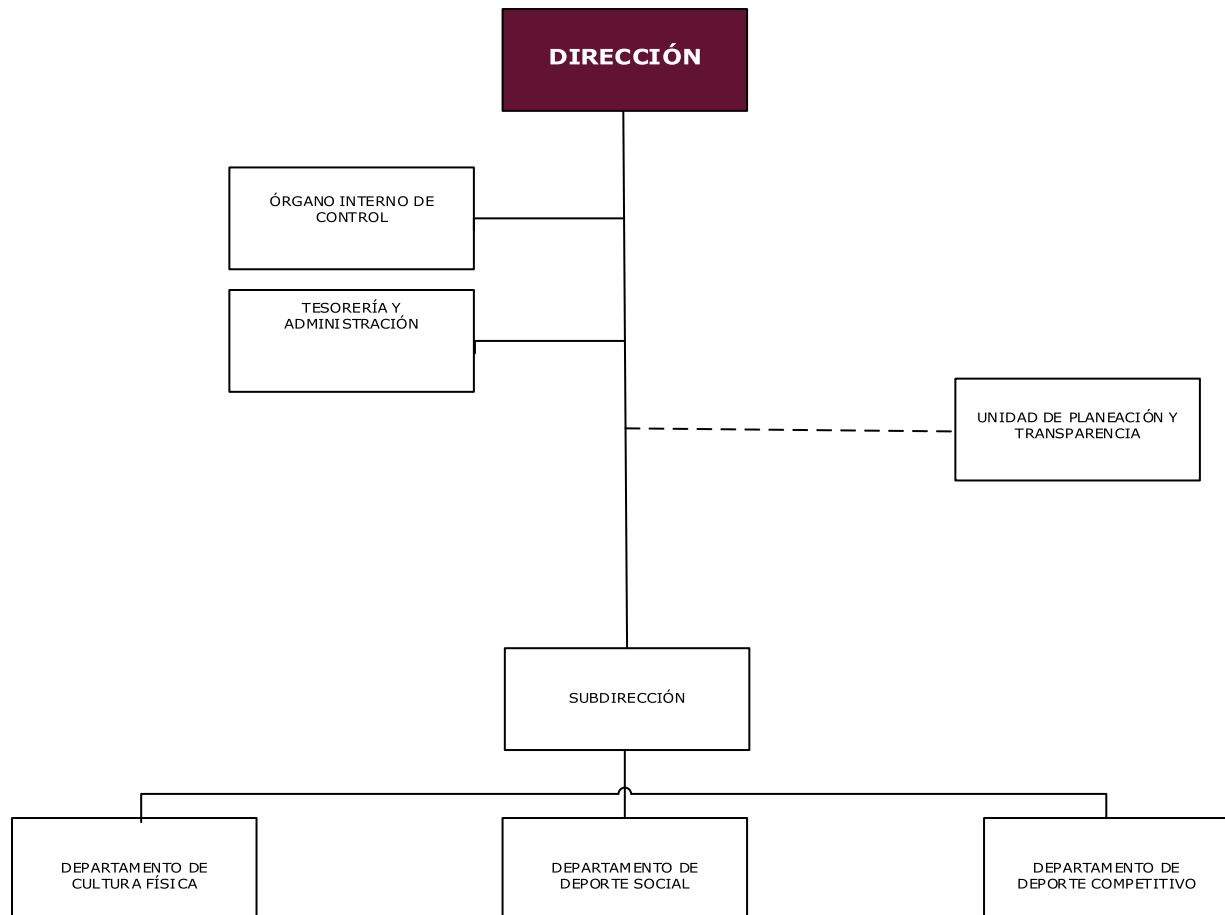 DIRECCIÓN
ÓRGANO INTERNO DE
CONTROL
TESORERÍA Y
ADMINISTRACIÓN
UNIDAD DE PLANEACIÓN Y
TRANSPARENCIA
SUBDIRECCIÓN
DEPARTAMENTO DE
CULTURA FÍSICA
DEPARTAMENTO DE
DEPORTE SOCIAL
DEPARTAMENTO DE
DEPORTE COMPETITIVO